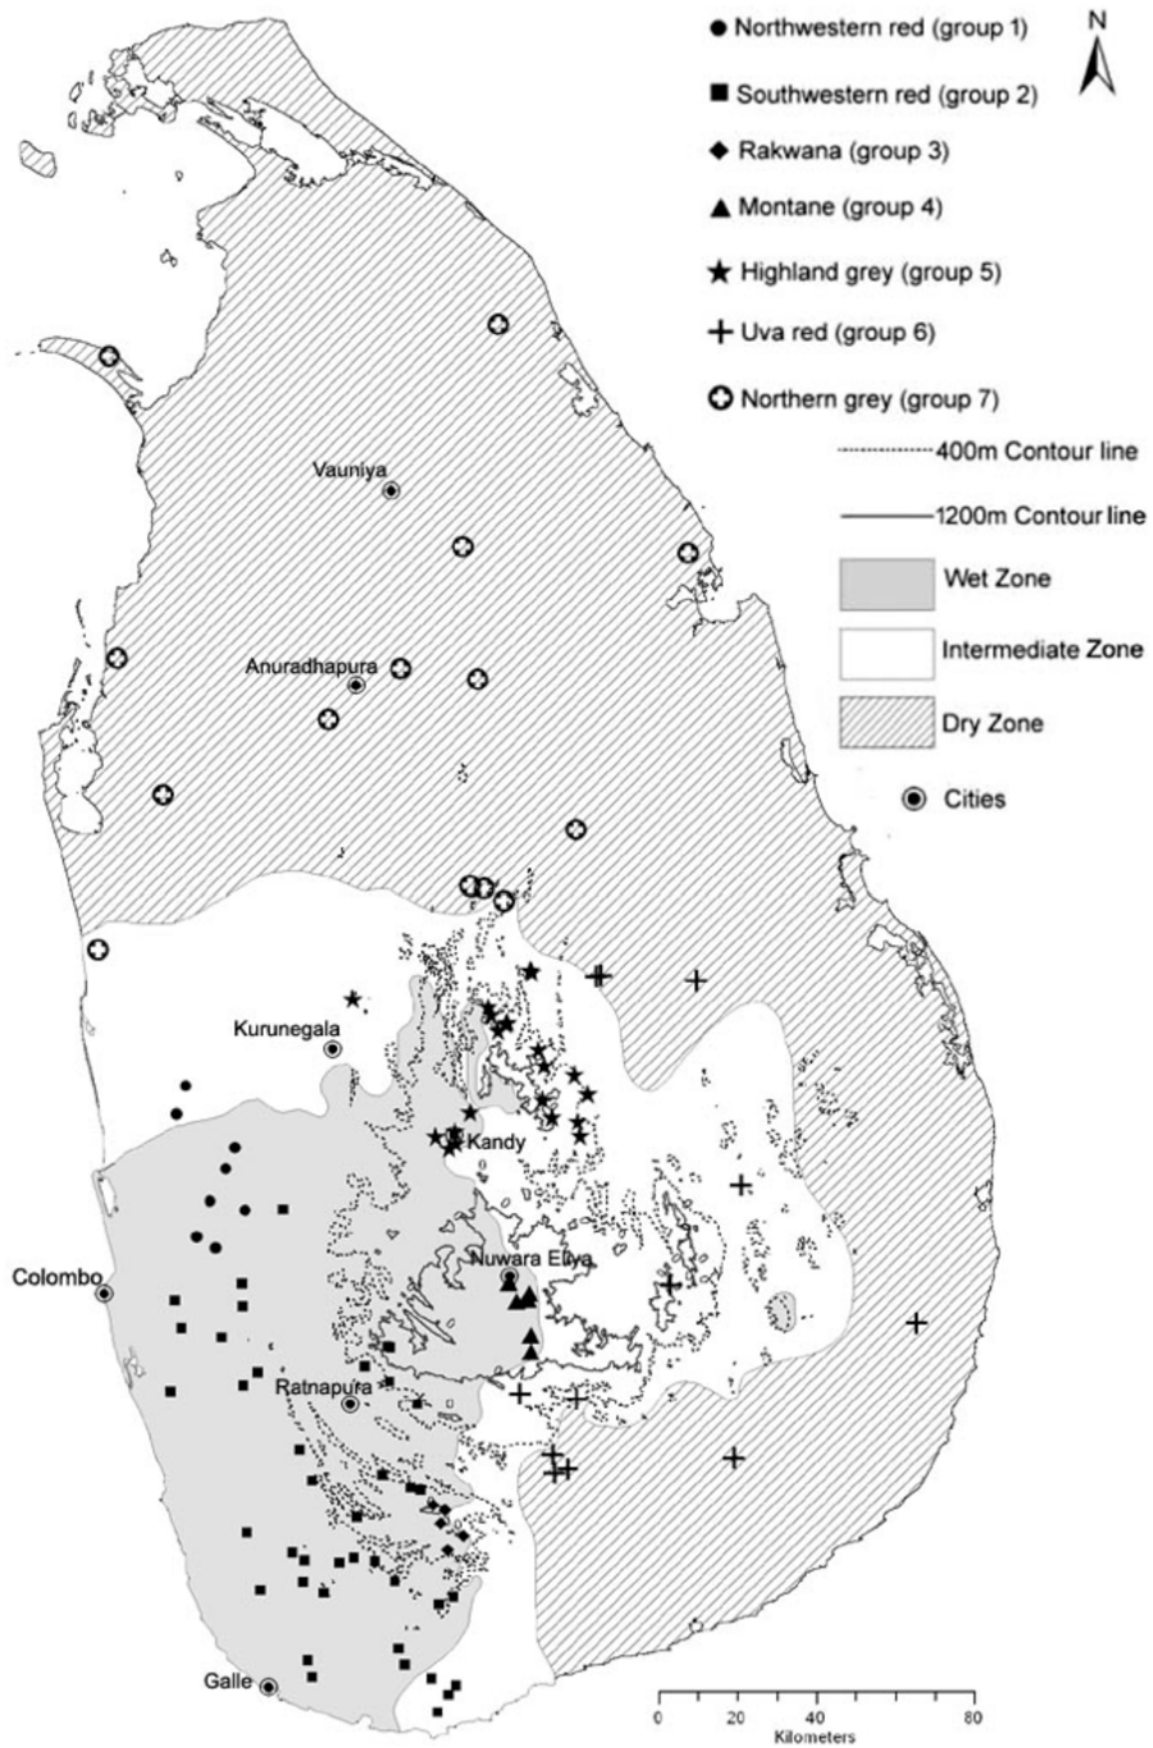 Northwestern red (group 1)
N
Southwestern red (group 2)
Rakwana (group 3)
Montane (group 4)
Highland grey (group 5)
Uva red (group 6)
Northern grey (group 7)
400m Contour line
1200m Contour line
Wet Zone
Intermediate Zone
Dry Zone
Cities
Vauniya
Anuradhapura
Kurunegala
Kandy
Nuwara Eliya
Colombo
Ratnapura
Galle
0 20 40 80
Kilometers